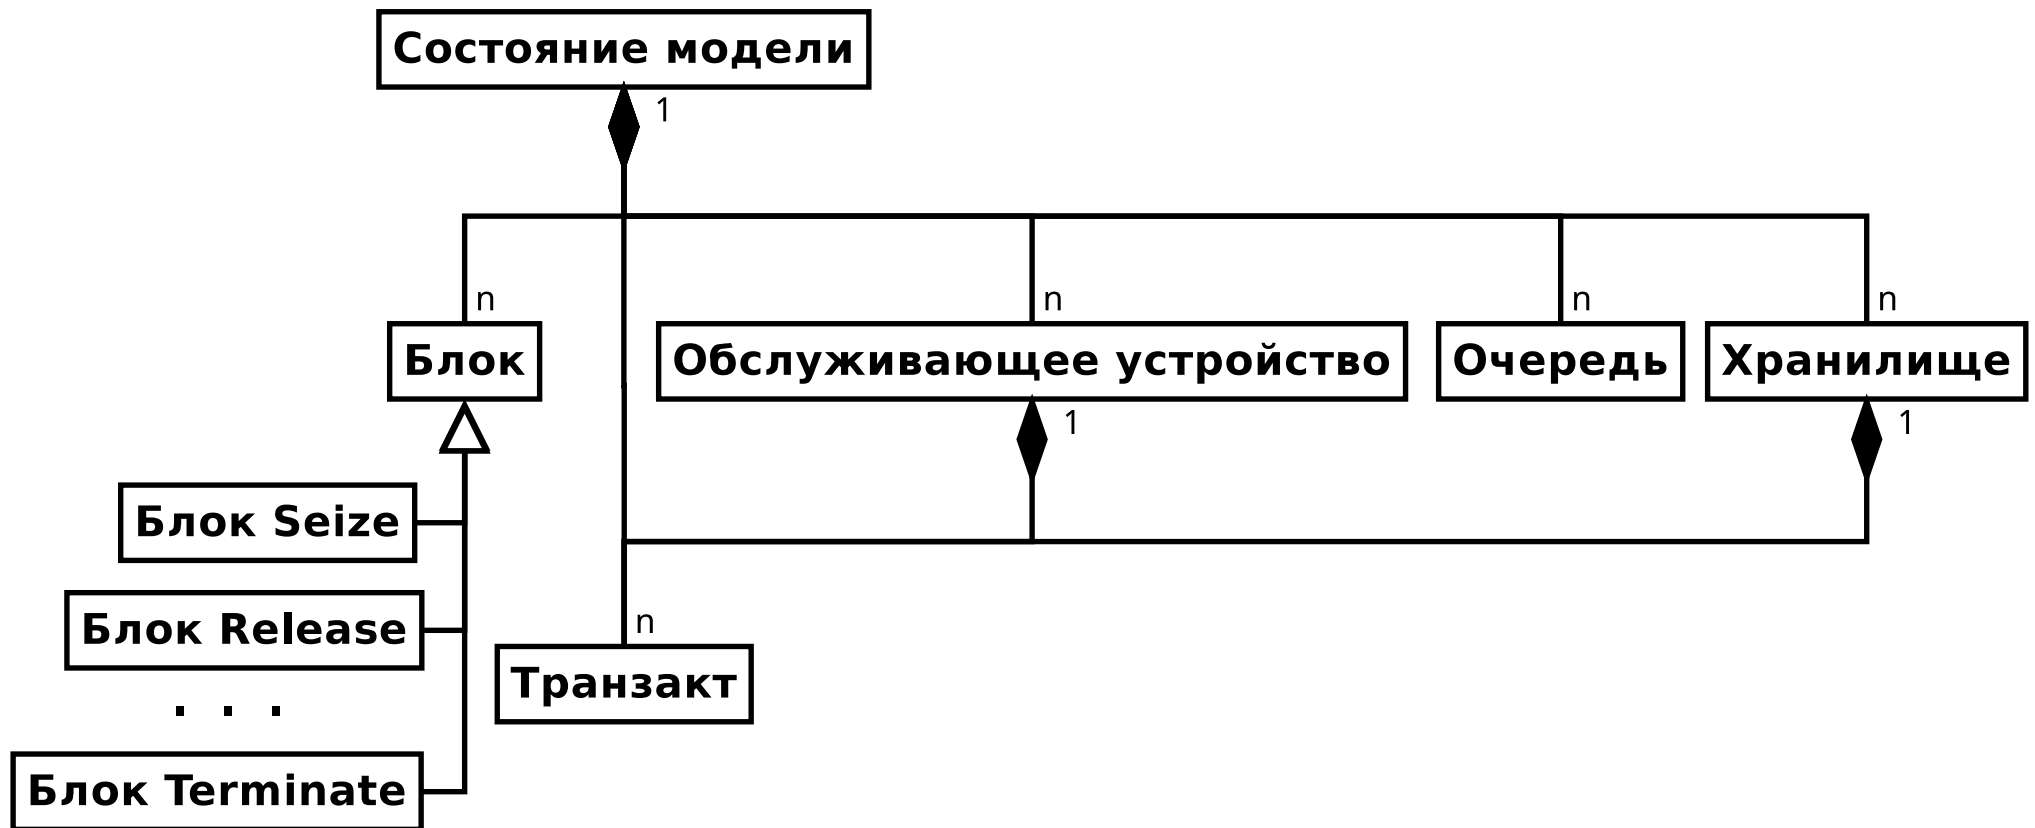 Состояние модели
1
n
n
n
n
Блок
Обслуживающее устройство
Очередь
Хранилище
1
1
Блок Seize
Блок Release
n
Транзакт
. . .
Блок Terminate